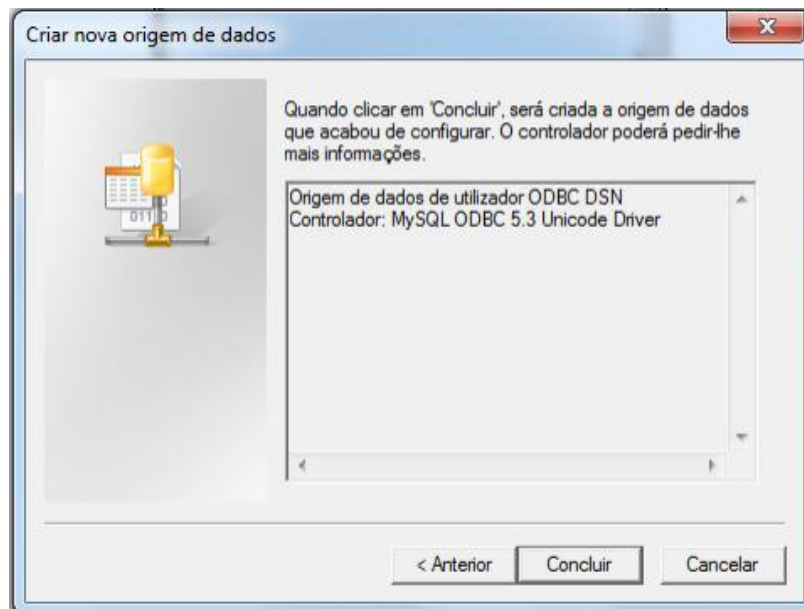 Criar nova origem de dados
Quando clicar em 'Concluir', será criada a origem de dados
que acabou de configurar. O controlador poderá pedir-lhe
mais informações.
Origem de dados de utilizador ODBC DSN
Controlador: MySQL ODBC 5.3 Unicode Driver
< Anterior
Concluir
Cancelar